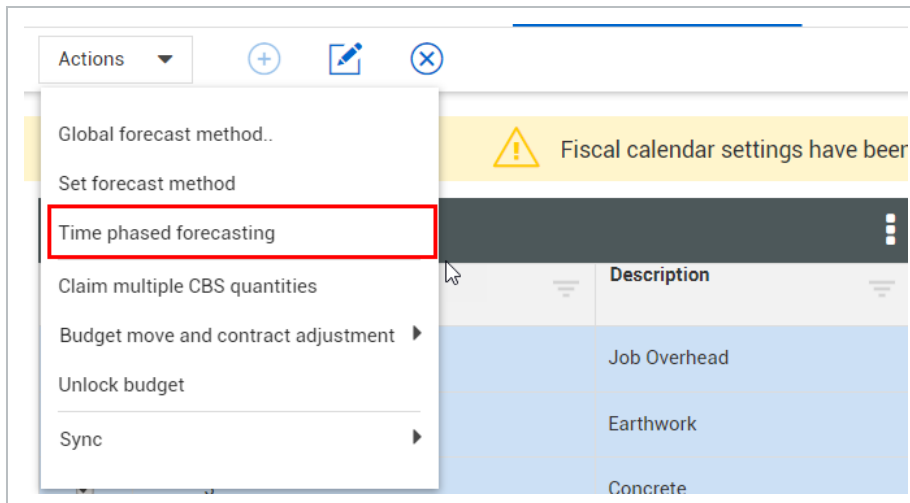 Actions
Fiscal calendar settings have been
Global forecast method..
Set forecast method
Time phased forecasting
Claim multiple CBS quantities
Budget move and contract adjustment
Unlock budget
Sync
Description
Job Overhead
Earthwork
Concrete